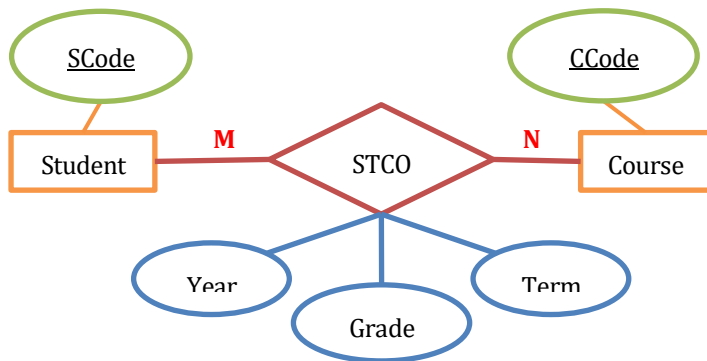 SCode
CCode
M
N
Student
STCO
Course
Year
Term
Grade